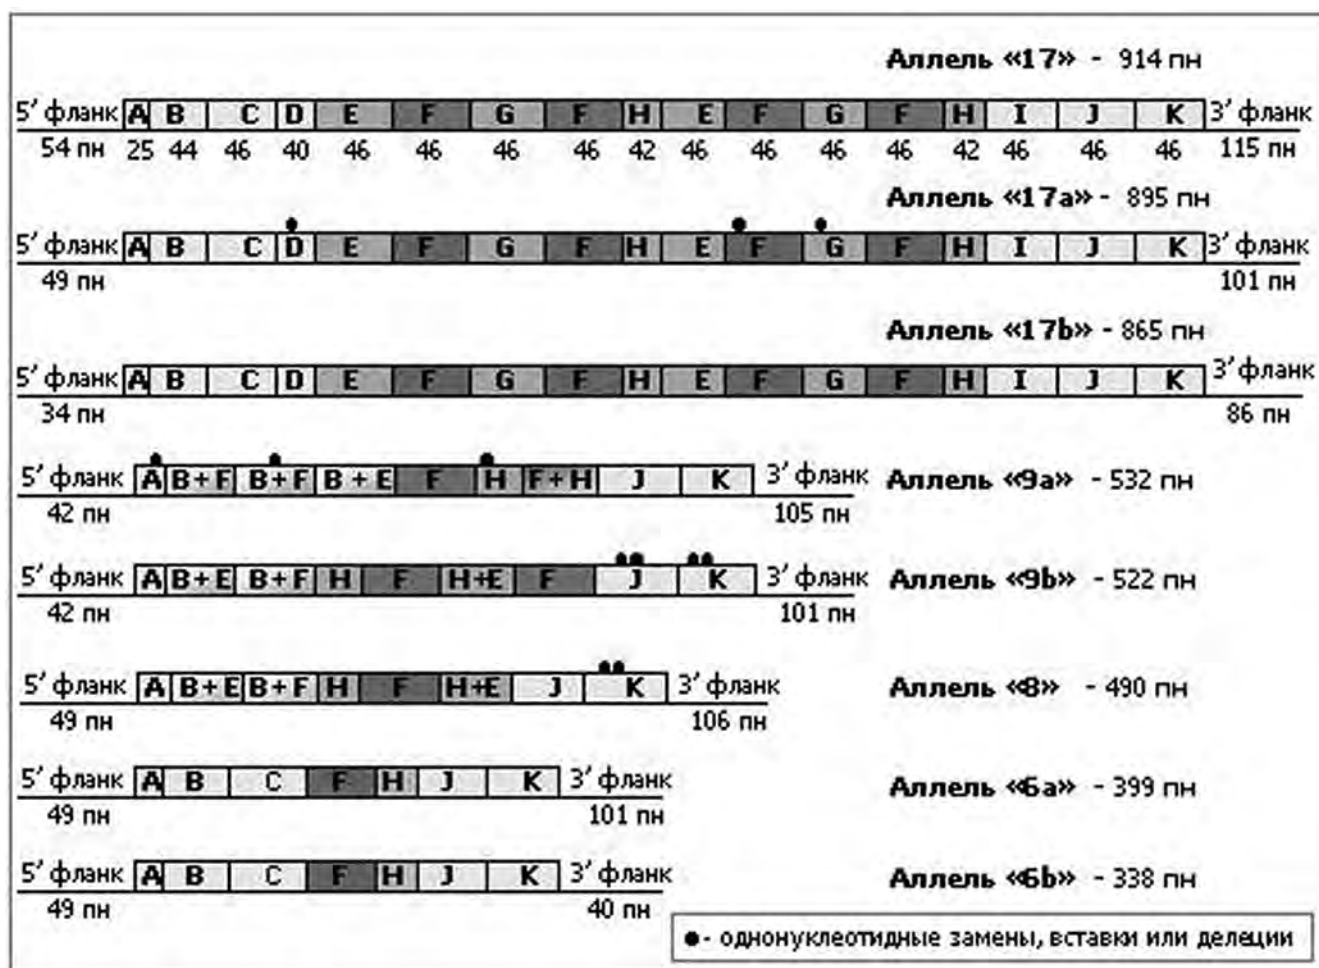 Аллель «17» - 914 пн
5' фланк A B C D E F G F H E F G F H I J K 3' фланк
54 пн 25 44 46 40 46 46 46 46 42 46 46 46 46 42 46 46 46 115 пн
Аллель «17a» - 895 пн
5' фланк A B C D E F G F H E F G F H I J K 3' фланк
49 пн 101 пн
Аллель «17b» - 865 пн
5' фланк A B C D E F G F H E F G F H I J K 3' фланк
34 пн 86 пн
5' фланк A B+F B+F B+E F H F+H J K 3' фланк Аллель «9a» - 532 пн
42 пн 105 пн
5' фланк A B+E B+F H F H+E F J K 3' фланк Аллель «9b» - 522 пн
42 пн 101 пн
5' фланк A B+E B+F H F H+E J K 3' фланк Аллель «8» - 490 пн
49 пн 106 пн
5' фланк A B C F H J K 3' фланк Аллель «6a» - 399 пн
49 пн 101 пн
5' фланк A B C F H J K 3' фланк Аллель «6b» - 338 пн
49 пн 40 пн
●- однонуклеотидные замены, вставки или делеции